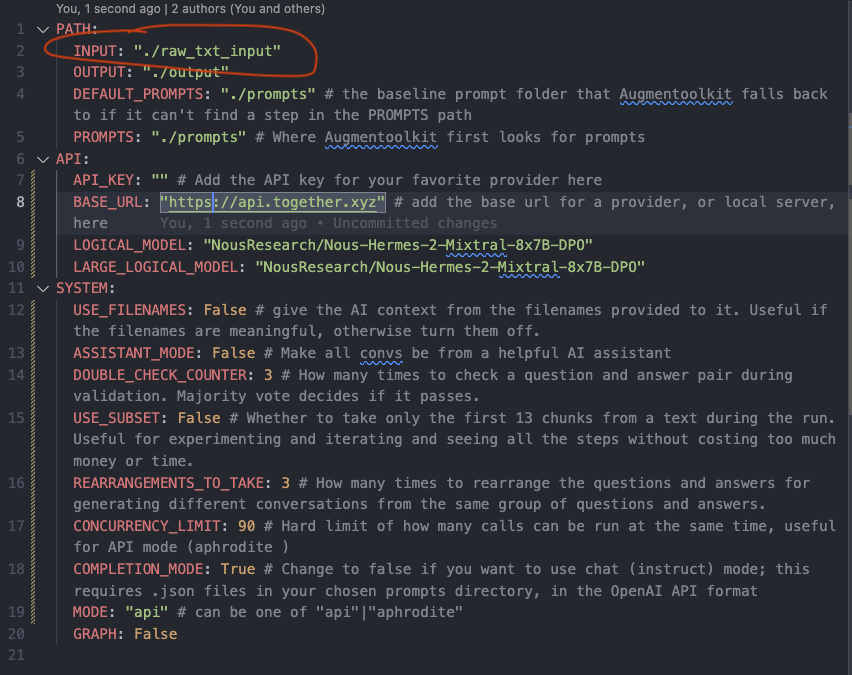 You, 1 second ago | 2 authors (You and others)
1 PATH:
2 INPUT: "./raw_txt_input"
3 OUTPUT: "./output"
4 DEFAULT_PROMPTS: "./prompts" # the baseline prompt folder that Augmentoolkit falls back
to if it can't find a step in the PROMPTS path
5 PROMPTS: "./prompts" # Where Augmentoolkit first looks for prompts
6 API:
7 API_KEY: "" # Add the API key for your favorite provider here
8 BASE_URL: "https://api.together.xyz" # add the base url for a provider, or local server,
here You, 1 second ago • Uncommitted changes
9 LOGICAL_MODEL: "NousResearch/Nous-Hermes-2-Mixtral-8x7B-DPO"
10 LARGE_LOGICAL_MODEL: "NousResearch/Nous-Hermes-2-Mixtral-8x7B-DPO"
11 SYSTEM:
12 USE_FILENAMES: False # give the AI context from the filenames provided to it. Useful if
the filenames are meaningful, otherwise turn them off.
13 ASSISTANT_MODE: False # Make all convs be from a helpful AI assistant
14 DOUBLE_CHECK_COUNTER: 3 # How many times to check a question and answer pair during
validation. Majority vote decides if it passes.
15 USE_SUBSET: False # Whether to take only the first 13 chunks from a text during the run.
Useful for experimenting and iterating and seeing all the steps without costing too much
money or time.
16 REARRANGEMENTS_TO_TAKE: 3 # How many times to rearrange the questions and answers for
generating different conversations from the same group of questions and answers.
17 CONCURRENCY_LIMIT: 90 # Hard limit of how many calls can be run at the same time, useful
for API mode (aphrodite )
18 COMPLETION_MODE: True # Change to false if you want to use chat (instruct) mode; this
requires .json files in your chosen prompts directory, in the OpenAI API format
19 MODE: "api" # can be one of "api"|"aphrodite"
20 GRAPH: False
21